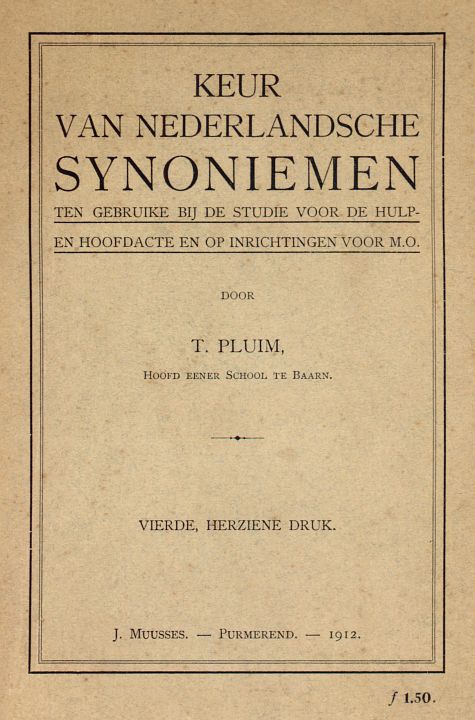 KEUR
VAN NEDERLANDSCHE
SYNONIEMEN
TEN GEBRUIKE BIJ DE STUDIE VOOR DE HULP-
EN HOOFDACTE EN OP INRICHTINGEN VOOR M.O.
DOOR
T. PLUIM,
HOOFD EENER SCHOOL TE BAARN.
VIERDE, HERZIENE DRUK.
J. MUUSSES. — PURMEREND. — 1912.
ƒ 1.50.